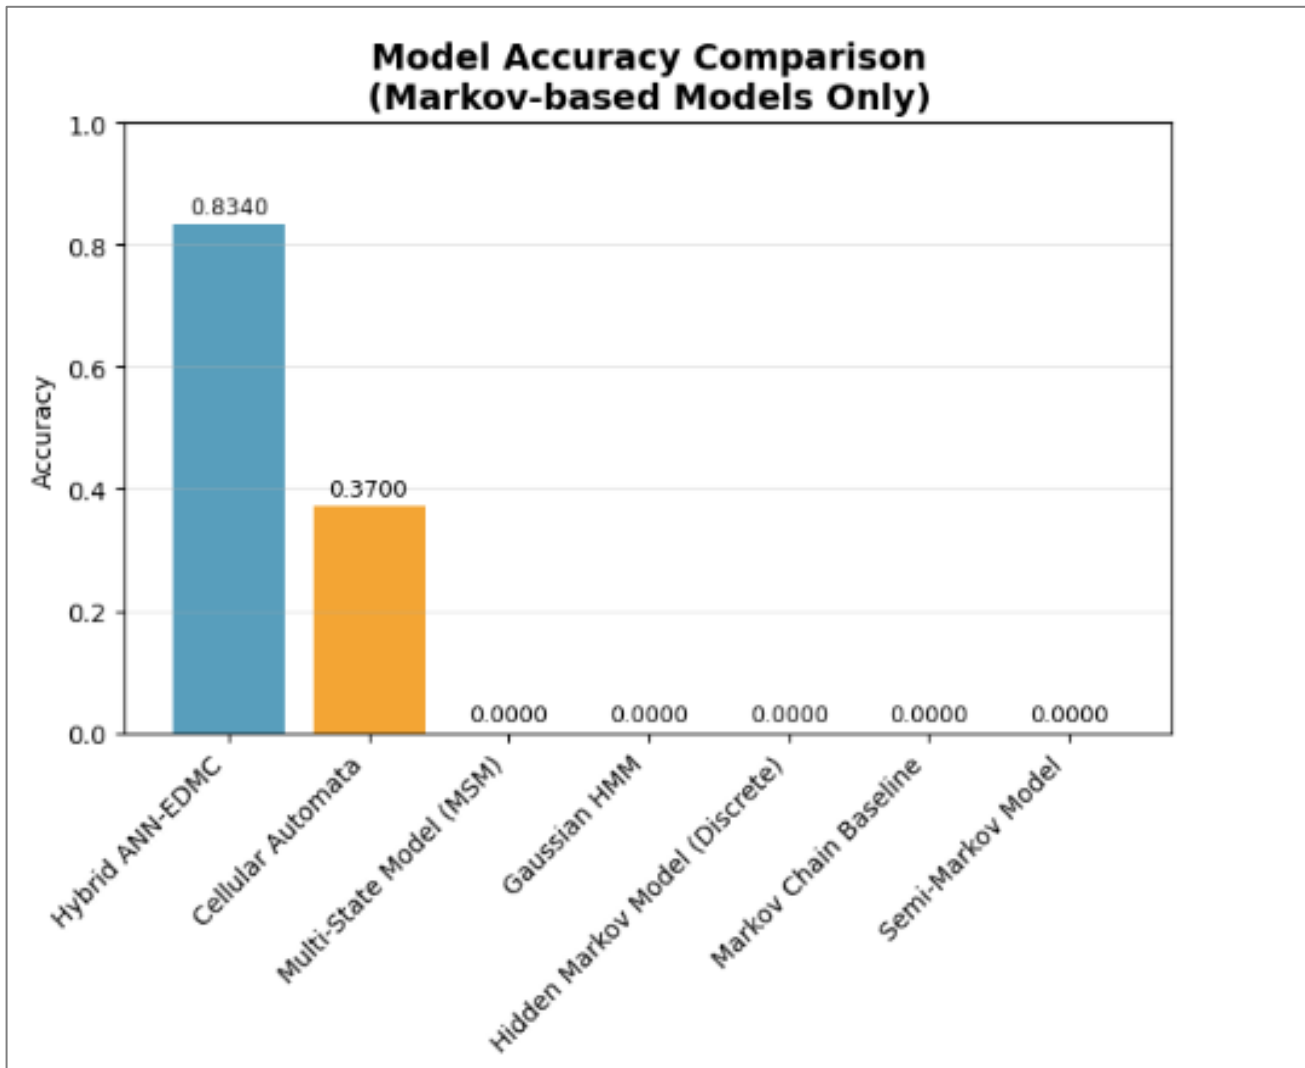 Model Accuracy Comparison
(Markov-based Models Only)
1.0
0.8
0.6
0.4
0.2
0.0
Accuracy
0.8340
0.3700
0.0000
0.0000
0.0000
0.0000
0.0000
Hybrid ANN-EDMC
Cellular Automata
Multi-State Model (MSM)
Gaussian HMM
Hidden Markov Model (Discrete)
Markov Chain Baseline
Semi-Markov Model